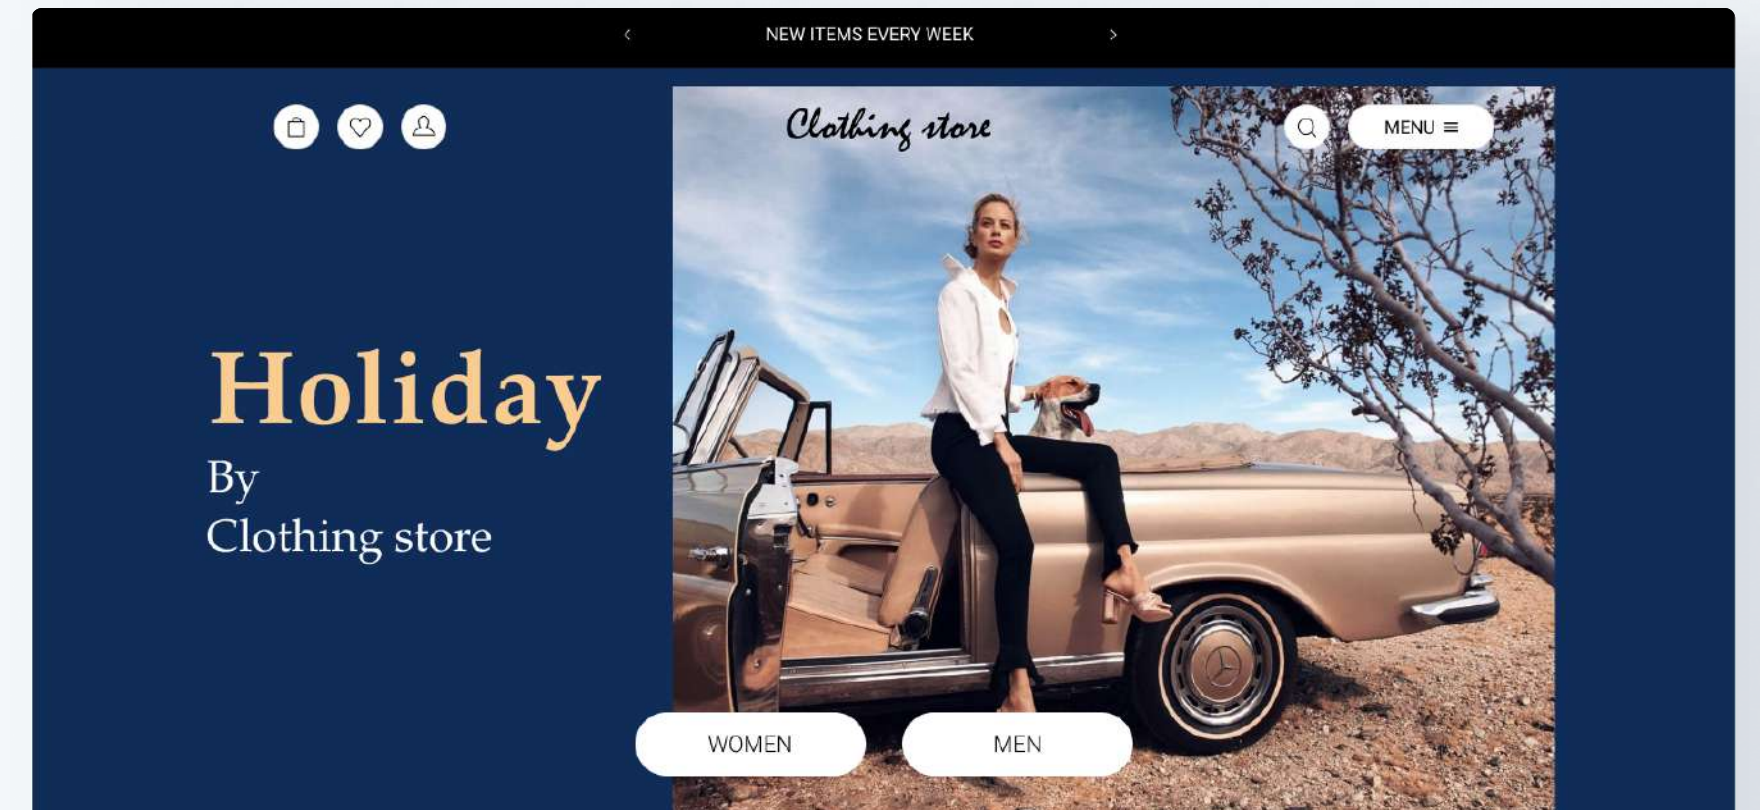 NEW ITEMS EVERY WEEK
Clothing store
MENU
Holiday
By
Clothing store
WOMEN
MEN